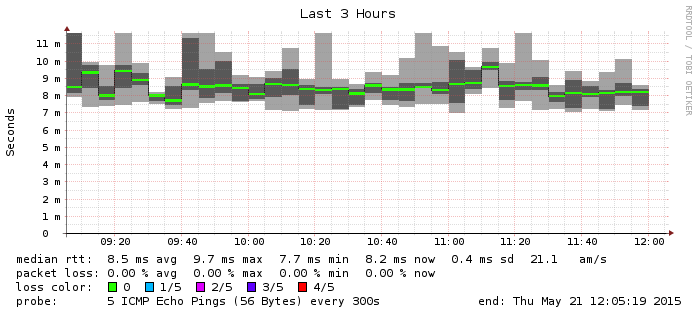 Last 3 Hours
RRDTOOL / TOBI OETIKER
Seconds
11 m
10 m
9 m
8 m
7 m
6 m
5 m
4 m
3 m
2 m
1 m
0
09:20 09:40 10:00 10:20 10:40 11:00 11:20 11:40 12:00
median rtt: 8.5 ms avg 9.7 ms max 7.7 ms min 8.2 ms now 0.4 ms sd 21.1 am/s
packet loss: 0.00 % avg 0.00 % max 0.00 % min 0.00 % now
loss color: 0 1/5 2/5 3/5 4/5
probe: 5 ICMP Echo Pings (56 Bytes) every 300s end: Thu May 21 12:05:19 2015